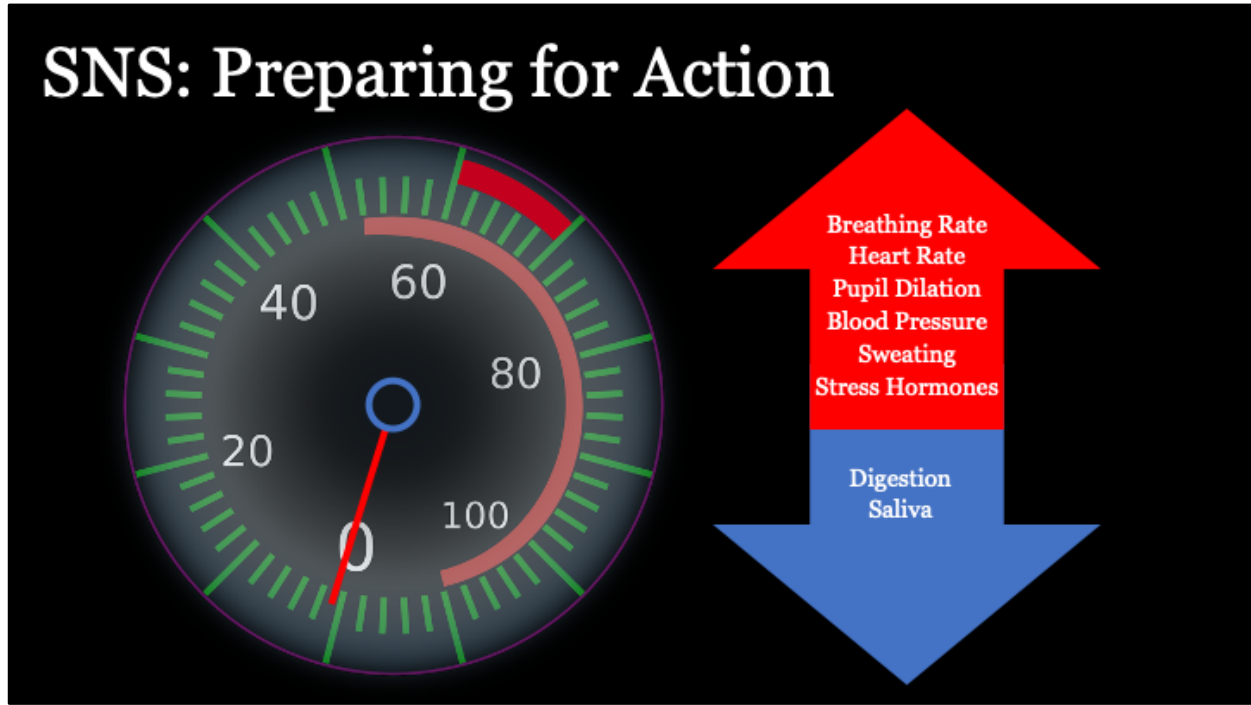 SNS: Preparing for Action
60
40
80
20
100
0
Breathing Rate
Heart Rate
Pupil Dilation
Blood Pressure
Sweating
Stress Hormones
Digestion
Saliva